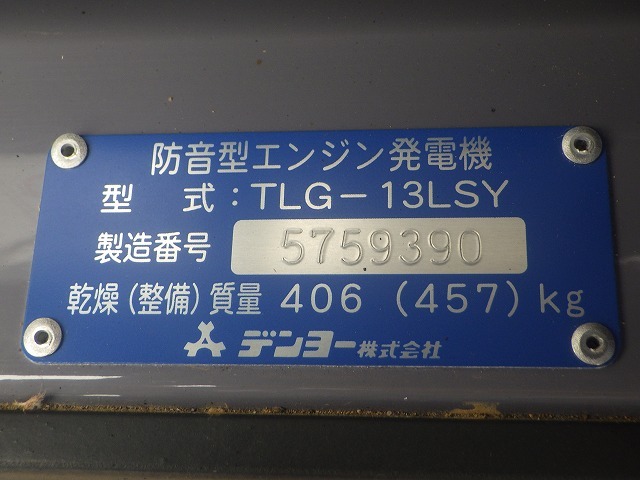 防音型エンジン発電機
型 式：TLG－13LSY
製造番号 5759390
乾燥(整備)質量 406 (457) kg
デンヨー株式会社